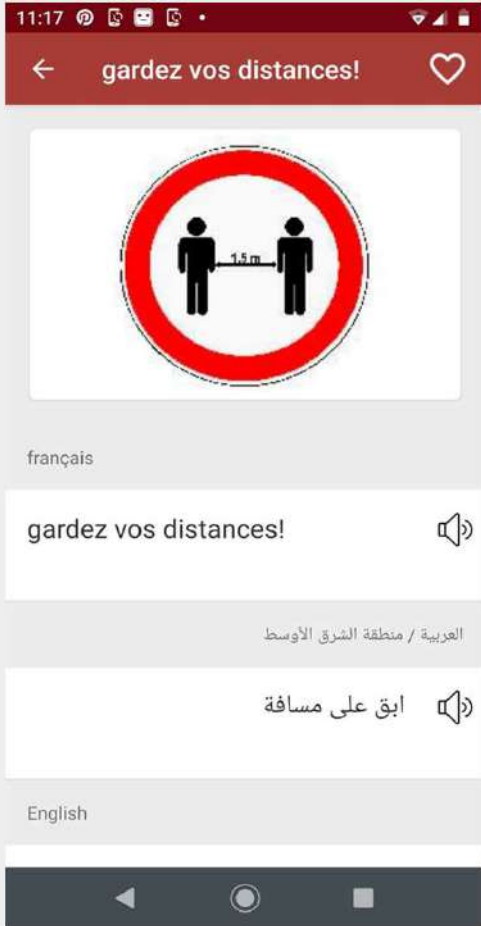 11:17
gardez vos distances!
1,5 m
français
gardez vos distances!
العربية / منطقة الشرق الأوسط
ابق على مسافة
English